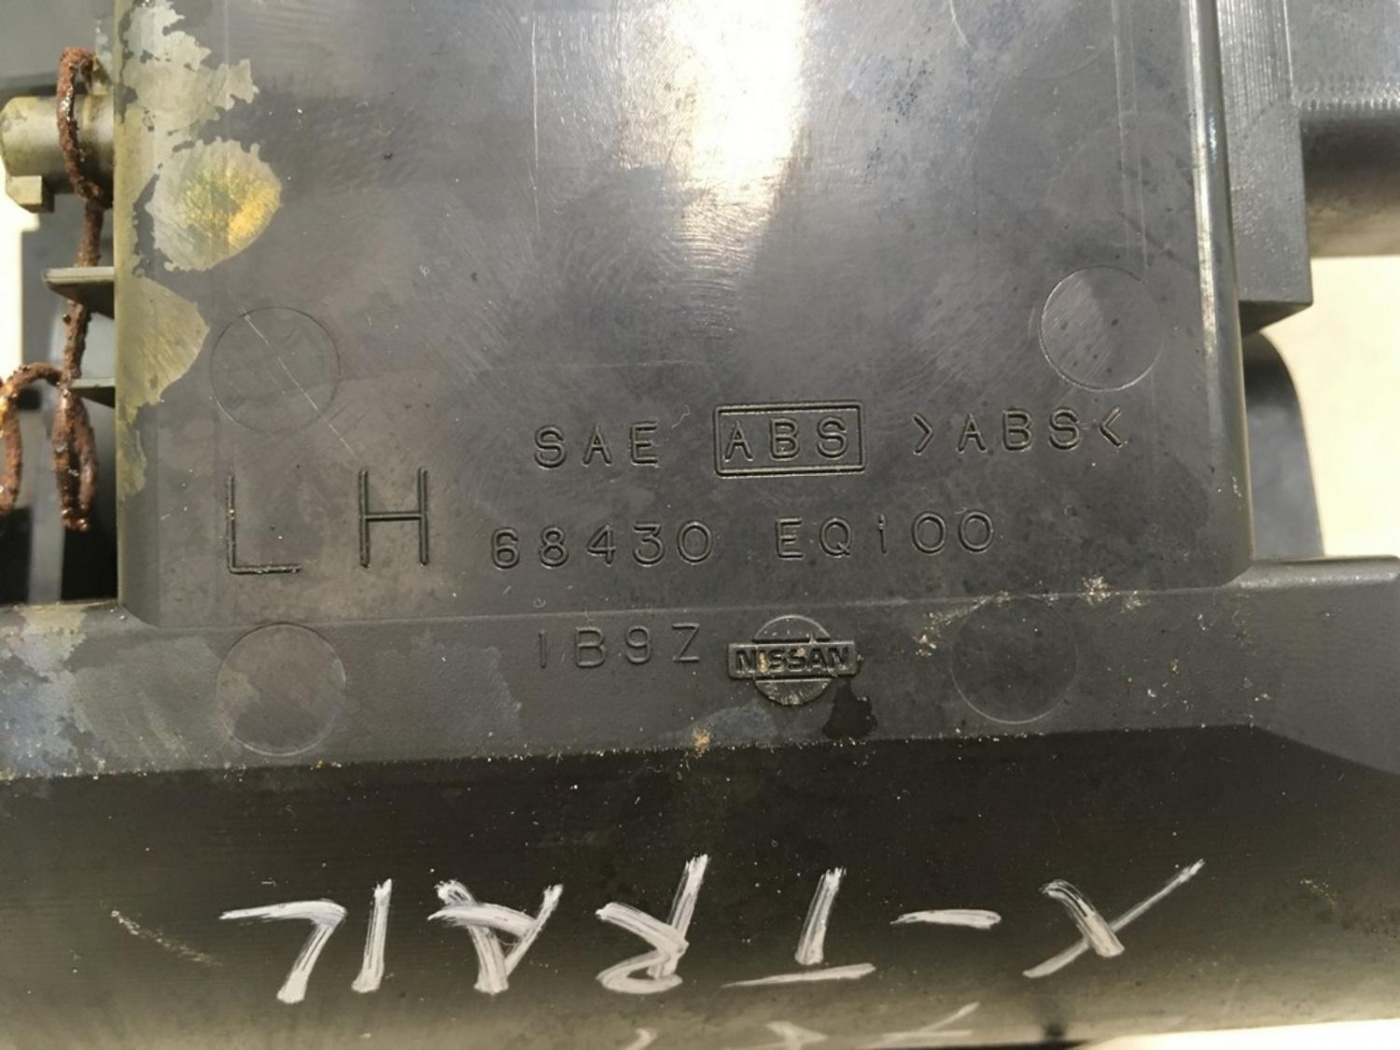 SAE ABS >ABS<
LH 68430 EQ100
1B9Z NISSAN
X-TRAIL